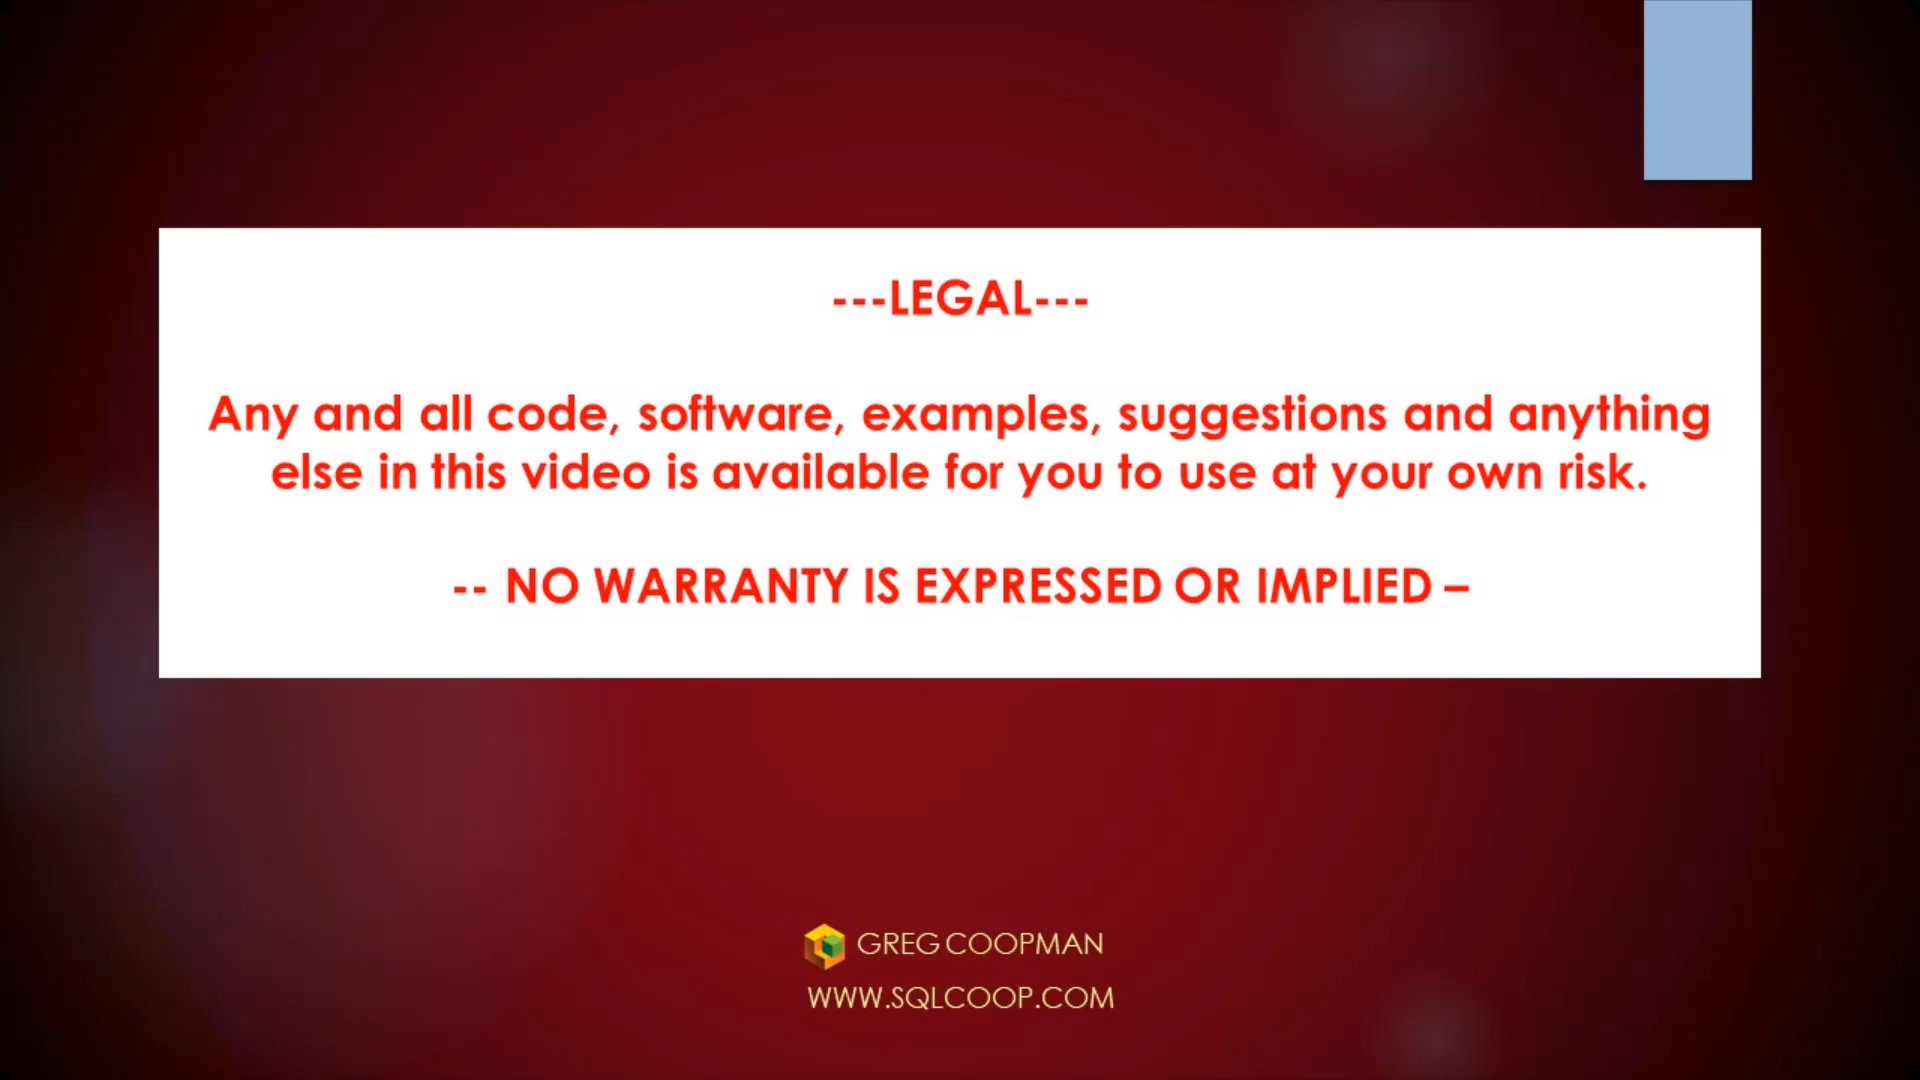 ---LEGAL---
Any and all code, software, examples, suggestions and anything
else in this video is available for you to use at your own risk.
-- NO WARRANTY IS EXPRESSED OR IMPLIED –
GREG COOPMAN
WWW.SQLCOOP.COM